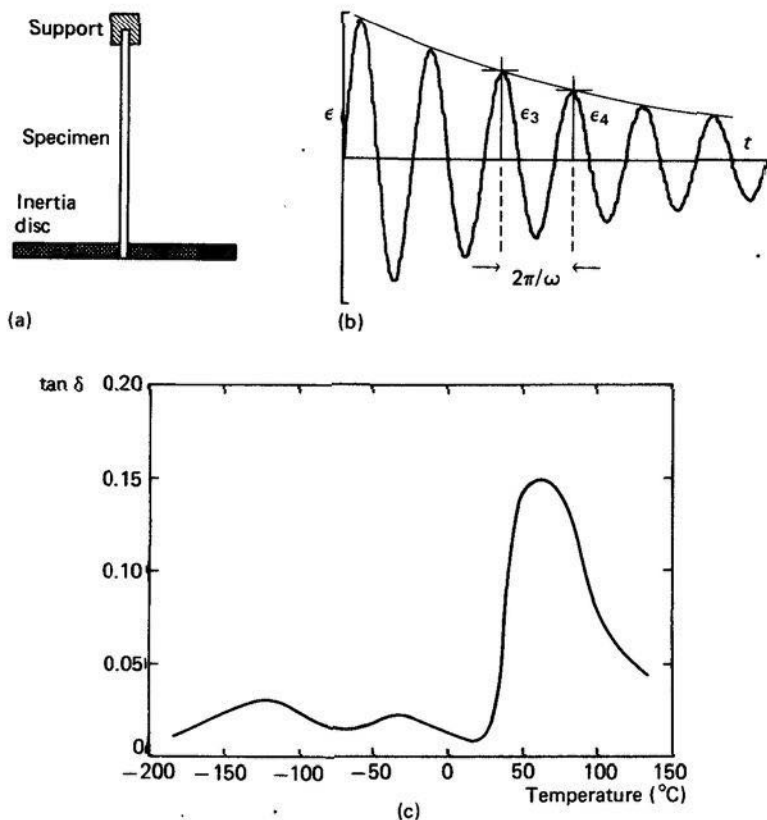 Support
Specimen
Inertia
disc
(a)
ϵ
ϵ3
ϵ4
t
2π/ω
(b)
tan δ
0.20
0.15
0.10
0.05
0
−200
−150
−100
−50
0
50
100
150
Temperature (°C)
(c)